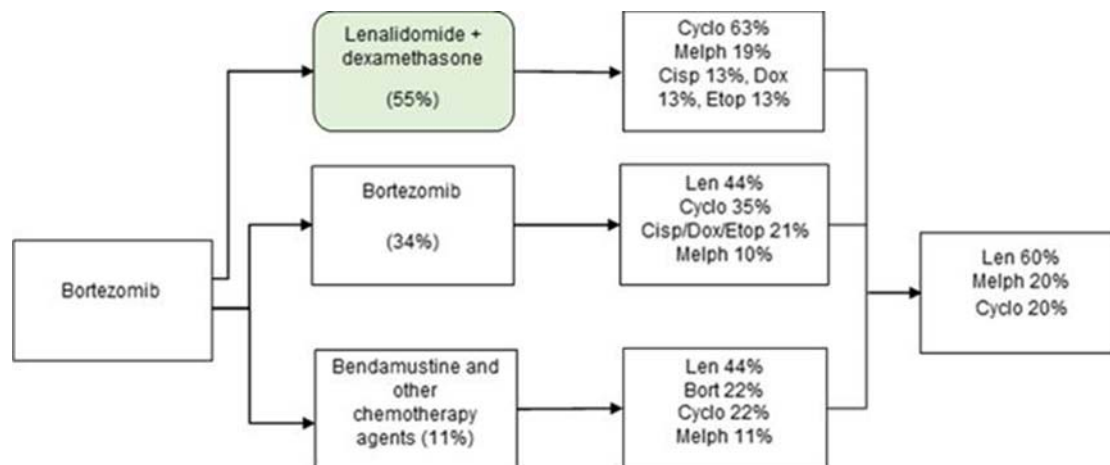 Bortezomib
Lenalidomide +
dexamethasone
(55%)
Bortezomib
(34%)
Bendamustine and
other
chemotherapy
agents (11%)
Cyclo 63%
Melph 19%
Cisp 13%, Dox
13%, Etop 13%
Len 44%
Cyclo 35%
Cisp/Dox/Etop 21%
Melph 10%
Len 44%
Bort 22%
Cyclo 22%
Melph 11%
Len 60%
Melph 20%
Cyclo 20%